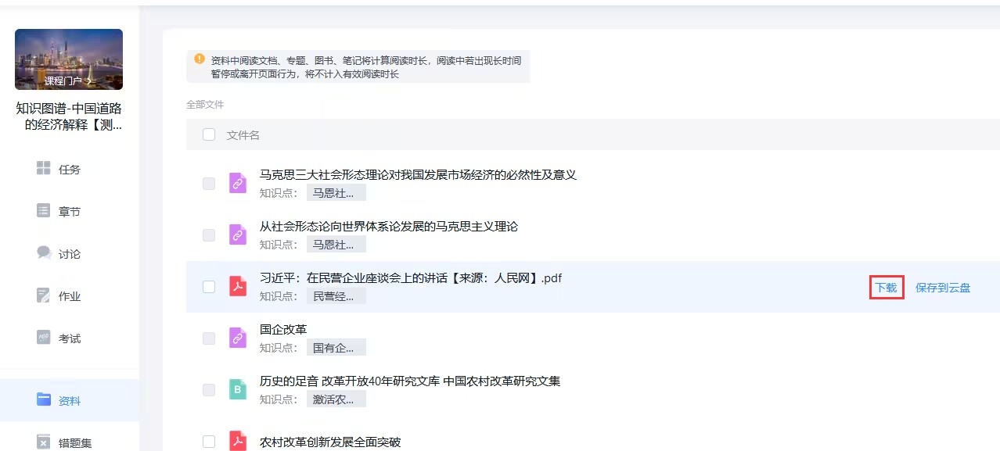 课程门户 >
知识图谱-中国道路
的经济解释【测...
任务
章节
讨论
作业
考试
资料
错题集
资料中阅读文档、专题、图书、笔记将计算阅读时长，阅读中若出现长时间
暂停或离开页面行为，将不计入有效阅读时长
全部文件
文件名
马克思三大社会形态理论对我国发展市场经济的必然性及意义
知识点： 马恩社...
从社会形态论向世界体系论发展的马克思主义理论
知识点： 马恩社...
习近平：在民营企业座谈会上的讲话【来源：人民网】.pdf
知识点： 民营经...
下载 保存到云盘
国企改革
知识点： 国有企...
B
历史的足音 改革开放40年研究文库 中国农村改革研究文集
知识点： 激活农...
农村改革创新发展全面突破